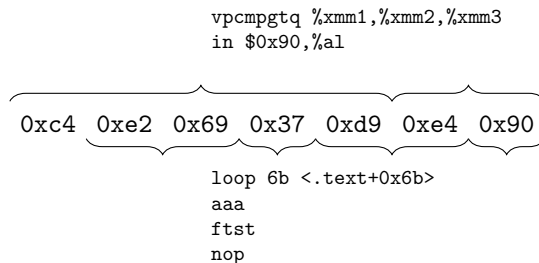 vpcmpgtq %xmm1,%xmm2,%xmm3
in $0x90,%al
0xc4 0xe2 0x69 0x37 0xd9 0xe4 0x90
loop 6b <.text+0x6b>
aaa
ftst
nop